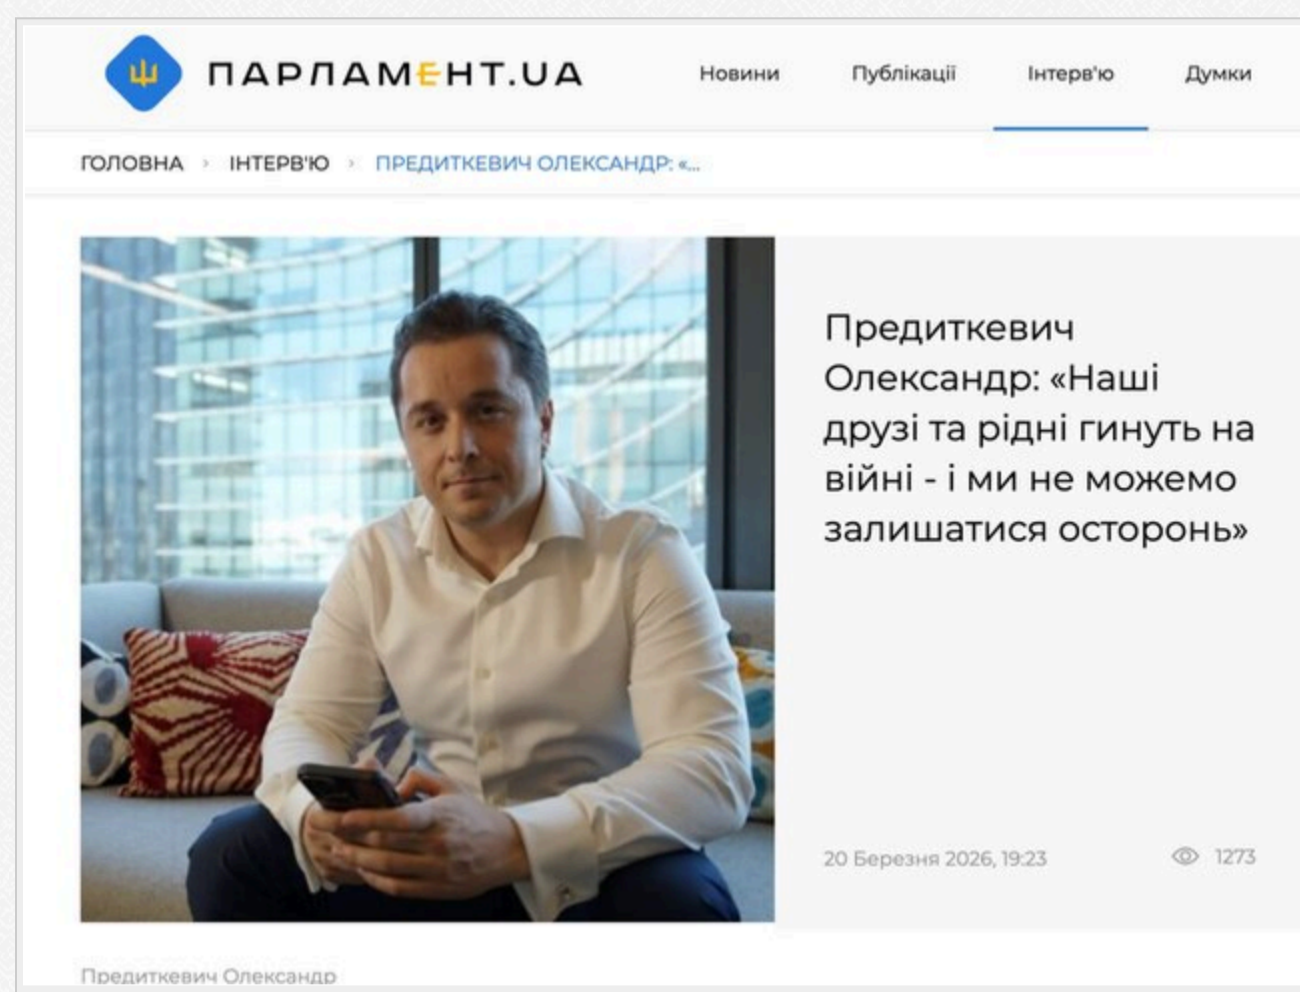 ПАРЛАМЕНТ.UA
Новини
Публікації
Інтерв'ю
Думки
ГОЛОВНА › ІНТЕРВ'Ю › ПРЕДИТКЕВИЧ ОЛЕКСАНДР: «...
Предиткевич
Олександр: «Наші
друзі та рідні гинуть на
війні - і ми не можемо
залишатися осторонь»
20 Березня 2026, 19:23
1273
Предиткевич Олександр